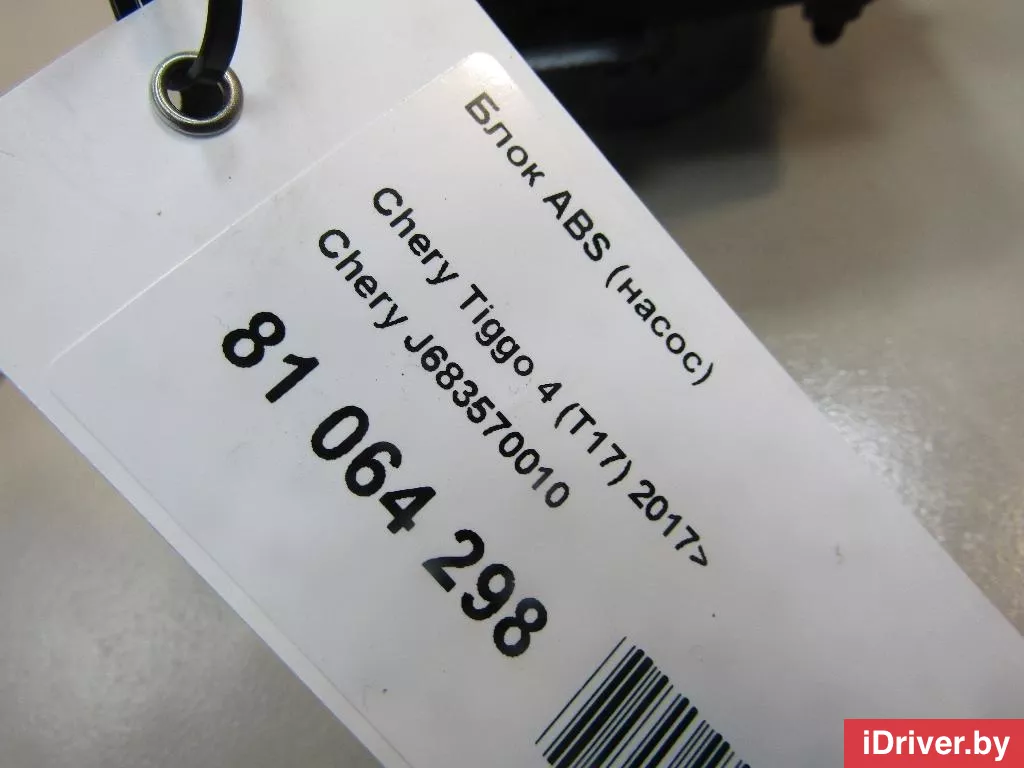 Блок ABS (насос)
Chery Tiggo 4 (T17) 2017>
Chery J683570010
81 064 298
iDriver.by